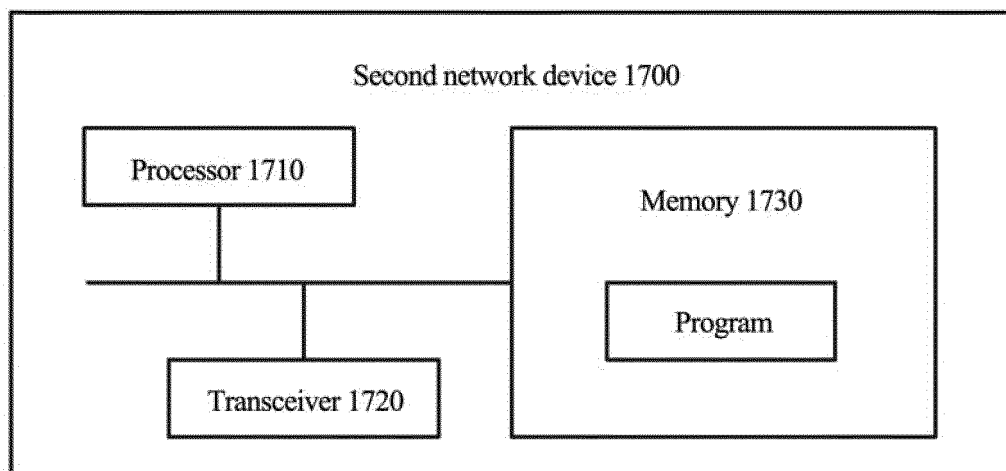 Second network device 1700
Processor 1710
Memory 1730
Program
Transceiver 1720